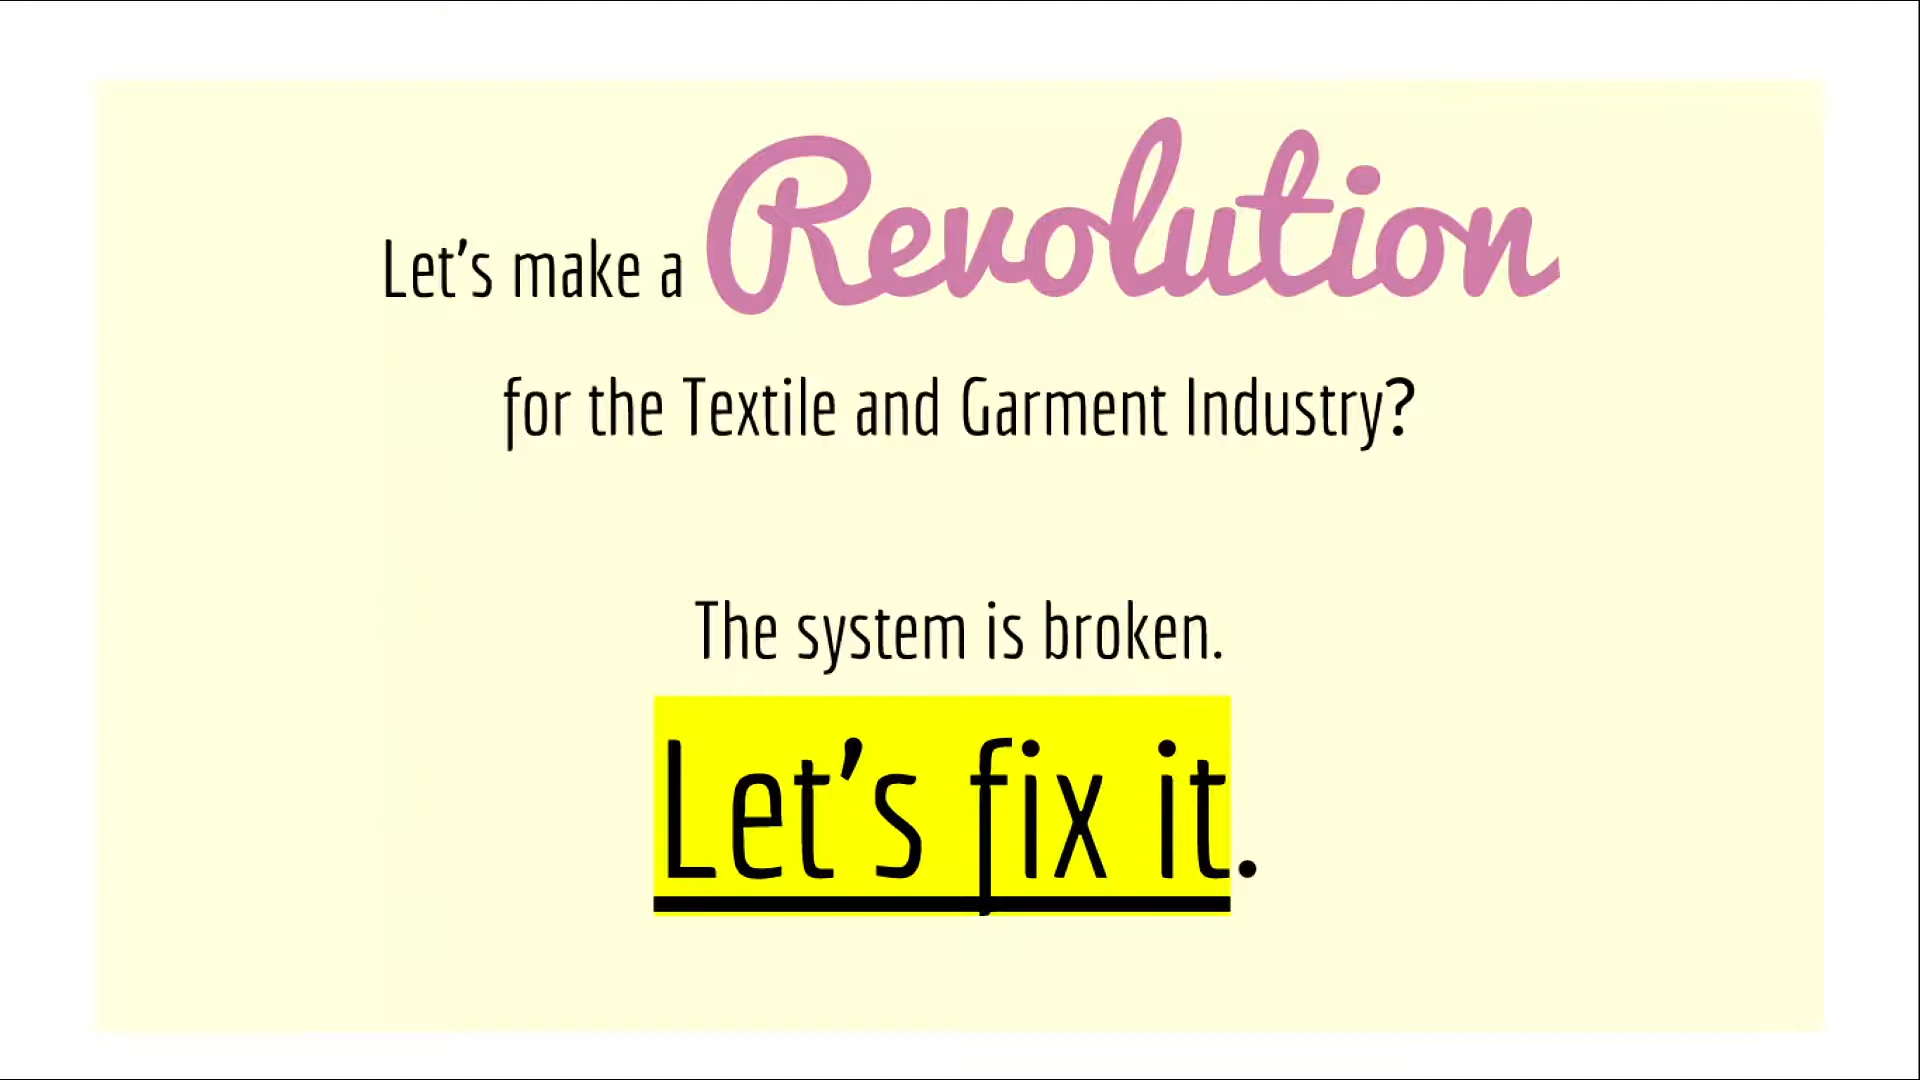 Let's make a Revolution
for the Textile and Garment Industry?
The system is broken.
Let's fix it.